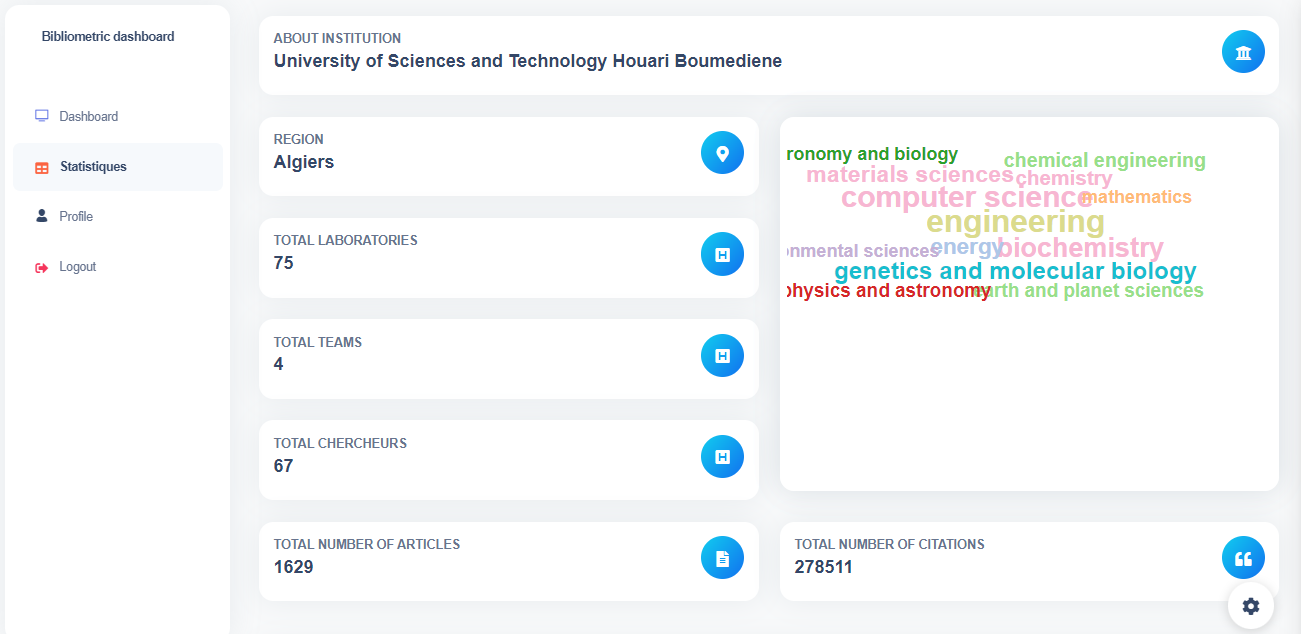 Bibliometric dashboard
Dashboard
Statistiques
Profile
Logout
ABOUT INSTITUTION
University of Sciences and Technology Houari Boumediene
REGION
Algiers
TOTAL LABORATORIES
75
TOTAL TEAMS
4
TOTAL CHERCHEURS
67
TOTAL NUMBER OF ARTICLES
1629
ronomy and biology
chemical engineering
materials sciences
chemistry
computer science
mathematics
engineering
onmental sciences
energy
biochemistry
genetics and molecular biology
physics and astronomy
earth and planet sciences
TOTAL NUMBER OF CITATIONS
278511